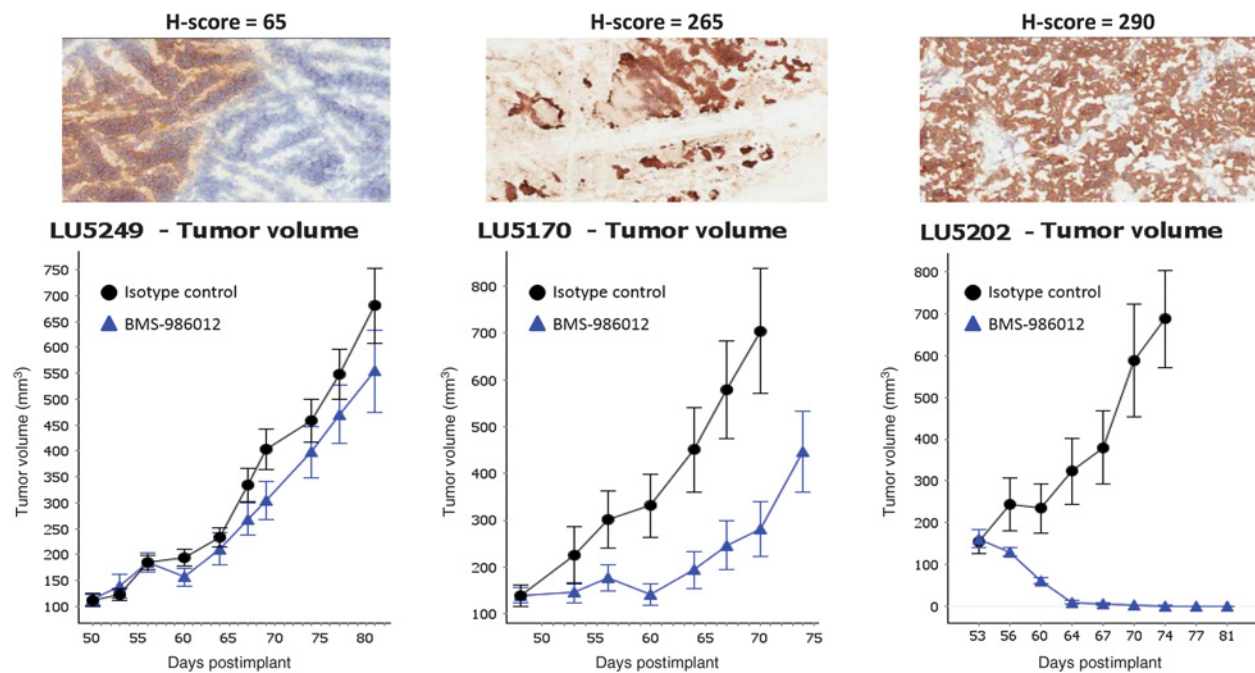 H-score = 65
H-score = 265
H-score = 290
LU5249 - Tumor volume
750
700
650
600
550
500
450
400
350
300
250
200
150
100
Tumor volume (mm³)
Isotype control
BMS-986012
50 55 60 65 70 75 80
Days postimplant
LU5170 - Tumor volume
800
700
600
500
400
300
200
100
Tumor volume (mm³)
Isotype control
BMS-986012
50 55 60 65 70 75
Days postimplant
LU5202 - Tumor volume
800
700
600
500
400
300
200
100
0
Tumor volume (mm³)
Isotype control
BMS-986012
53 56 60 64 67 70 74 77 81
Days postimplant